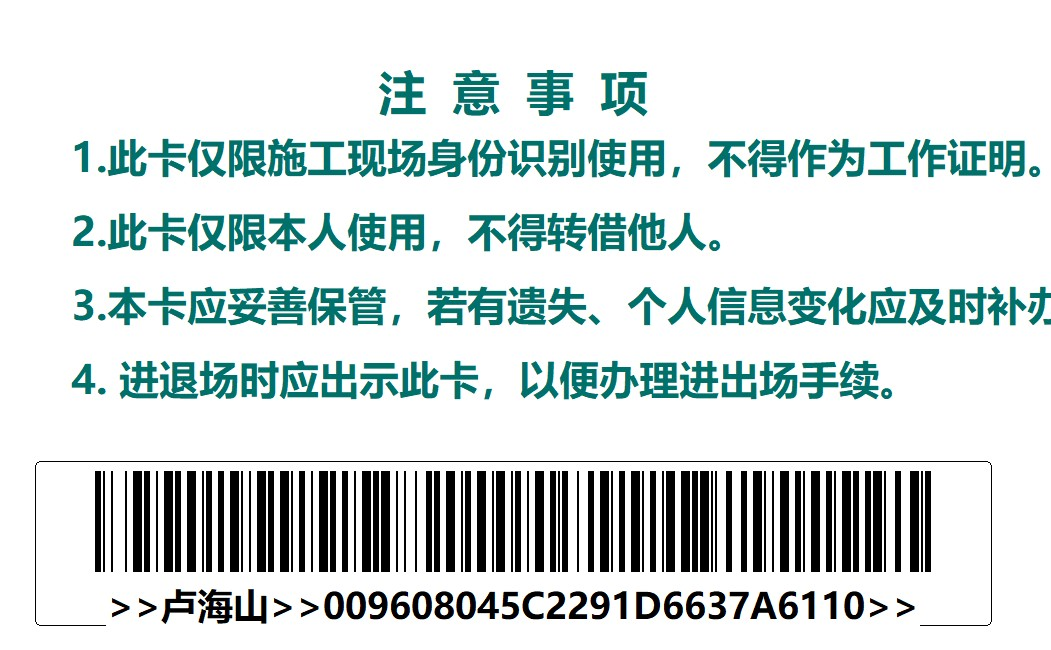 注意事项
1.此卡仅限施工现场身份识别使用，不得作为工作证明。
2.此卡仅限本人使用，不得转借他人。
3.本卡应妥善保管，若有遗失、个人信息变化应及时补办
4. 进退场时应出示此卡，以便办理进出场手续。
>>卢海山>>009608045C2291D6637A6110>>